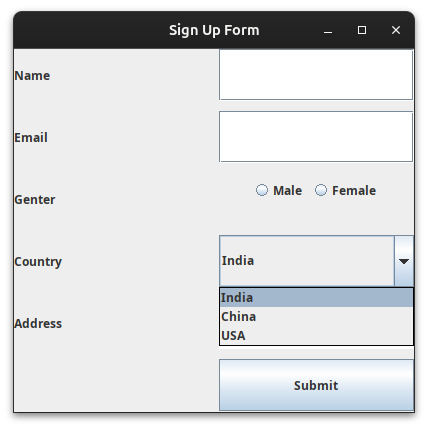 Sign Up Form
Name
Email
Genter
Male
Female
Country
India
India
China
USA
Address
Submit